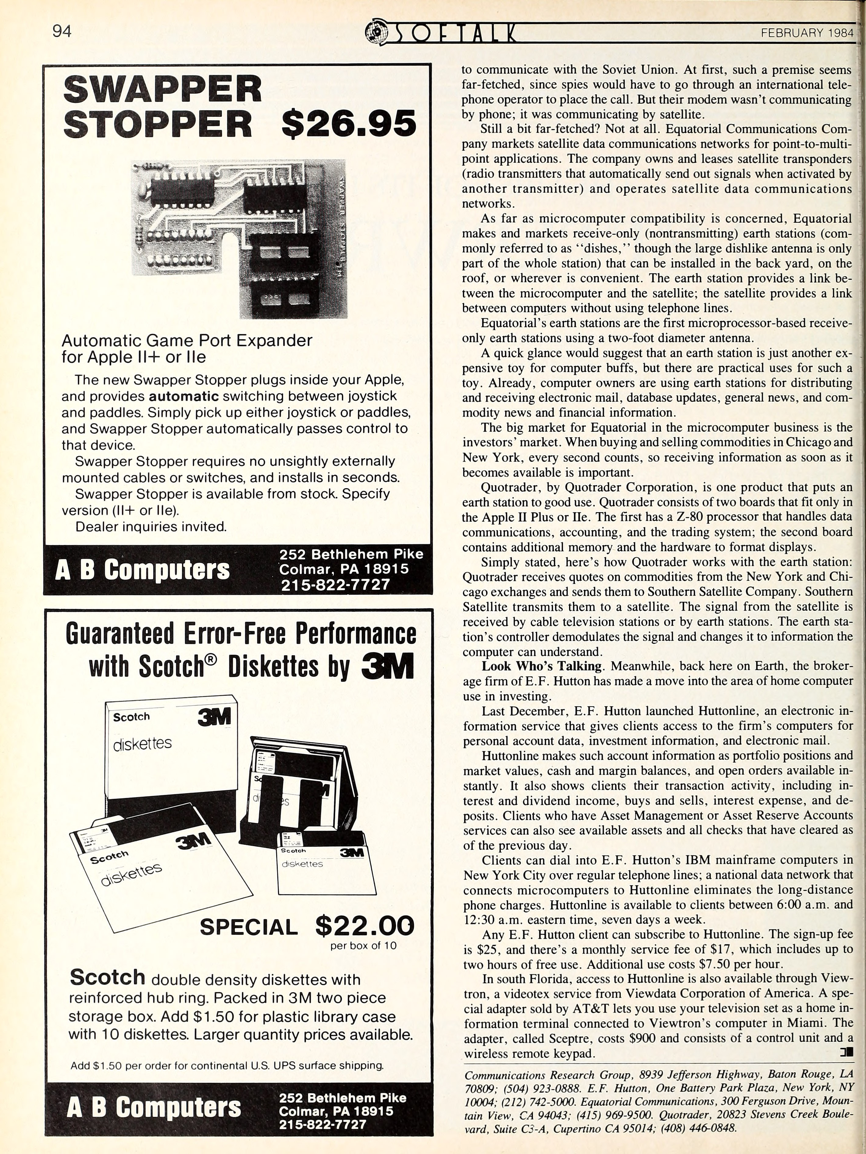 94
SOFTALK
FEBRUARY 1984
SWAPPER
STOPPER $26.95
Automatic Game Port Expander
for Apple II+ or IIe
The new Swapper Stopper plugs inside your Apple,
and provides automatic switching between joystick
and paddles. Simply pick up either joystick or paddles,
and Swapper Stopper automatically passes control to
that device.
Swapper Stopper requires no unsightly externally
mounted cables or switches, and installs in seconds.
Swapper Stopper is available from stock. Specify
version (II+ or IIe).
Dealer inquiries invited.
A B Computers
252 Bethlehem Pike
Colmar, PA 18915
215-822-7727
Guaranteed Error-Free Performance
with Scotch® Diskettes by 3M
Scotch 3M
diskettes
Scotch 3M
diskettes
Scotch 3M
diskettes
SPECIAL $22.00
per box of 10
Scotch double density diskettes with
reinforced hub ring. Packed in 3M two piece
storage box. Add $1.50 for plastic library case
with 10 diskettes. Larger quantity prices available.
Add $1.50 per order for continental U.S. UPS surface shipping.
A B Computers
252 Bethlehem Pike
Colmar, PA 18915
215-822-7727
to communicate with the Soviet Union. At first, such a premise seems
far-fetched, since spies would have to go through an international tele-
phone operator to place the call. But their modem wasn't communicating
by phone; it was communicating by satellite.
Still a bit far-fetched? Not at all. Equatorial Communications Com-
pany markets satellite data communications networks for point-to-multi-
point applications. The company owns and leases satellite transponders
(radio transmitters that automatically send out signals when activated by
another transmitter) and operates satellite data communications
networks.
As far as microcomputer compatibility is concerned, Equatorial
makes and markets receive-only (nontransmitting) earth stations (com-
monly referred to as "dishes," though the large dishlike antenna is only
part of the whole station) that can be installed in the back yard, on the
roof, or wherever is convenient. The earth station provides a link be-
tween the microcomputer and the satellite; the satellite provides a link
between computers without using telephone lines.
Equatorial's earth stations are the first microprocessor-based receive-
only earth stations using a two-foot diameter antenna.
A quick glance would suggest that an earth station is just another ex-
pensive toy for computer buffs, but there are practical uses for such a
toy. Already, computer owners are using earth stations for distributing
and receiving electronic mail, database updates, general news, and com-
modity news and financial information.
The big market for Equatorial in the microcomputer business is the
investors' market. When buying and selling commodities in Chicago and
New York, every second counts, so receiving information as soon as it
becomes available is important.
Quotrader, by Quotrader Corporation, is one product that puts an
earth station to good use. Quotrader consists of two boards that fit only in
the Apple II Plus or IIe. The first has a Z-80 processor that handles data
communications, accounting, and the trading system; the second board
contains additional memory and the hardware to format displays.
Simply stated, here's how Quotrader works with the earth station:
Quotrader receives quotes on commodities from the New York and Chi-
cago exchanges and sends them to Southern Satellite Company. Southern
Satellite transmits them to a satellite. The signal from the satellite is
received by cable television stations or by earth stations. The earth sta-
tion's controller demodulates the signal and changes it to information the
computer can understand.
Look Who's Talking. Meanwhile, back here on Earth, the broker-
age firm of E.F. Hutton has made a move into the area of home computer
use in investing.
Last December, E.F. Hutton launched Huttonline, an electronic in-
formation service that gives clients access to the firm's computers for
personal account data, investment information, and electronic mail.
Huttonline makes such account information as portfolio positions and
market values, cash and margin balances, and open orders available in-
stantly. It also shows clients their transaction activity, including in-
terest and dividend income, buys and sells, interest expense, and de-
posits. Clients who have Asset Management or Asset Reserve Accounts
services can also see available assets and all checks that have cleared as
of the previous day.
Clients can dial into E.F. Hutton's IBM mainframe computers in
New York City over regular telephone lines; a national data network that
connects microcomputers to Huttonline eliminates the long-distance
phone charges. Huttonline is available to clients between 6:00 a.m. and
12:30 a.m. eastern time, seven days a week.
Any E.F. Hutton client can subscribe to Huttonline. The sign-up fee
is $25, and there's a monthly service fee of $17, which includes up to
two hours of free use. Additional use costs $7.50 per hour.
In south Florida, access to Huttonline is also available through View-
tron, a videotex service from Viewdata Corporation of America. A spe-
cial adapter sold by AT&T lets you use your television set as a home in-
formation terminal connected to Viewtron's computer in Miami. The
adapter, called Sceptre, costs $900 and consists of a control unit and a
wireless remote keypad.
Communications Research Group, 8939 Jefferson Highway, Baton Rouge, LA
70809; (504) 923-0888. E.F. Hutton, One Battery Park Plaza, New York, NY
10004; (212) 742-5000. Equatorial Communications, 300 Ferguson Drive, Moun-
tain View, CA 94043; (415) 969-9500. Quotrader, 20823 Stevens Creek Boule-
vard, Suite C3-A, Cupertino CA 95014; (408) 446-0848.